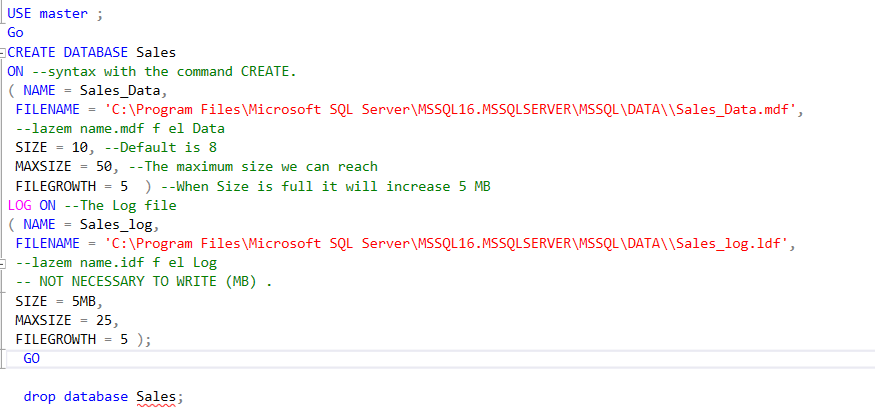 USE master ;
Go
CREATE DATABASE Sales
ON --syntax with the command CREATE.
( NAME = Sales_Data,
FILENAME = 'C:\Program Files\Microsoft SQL Server\MSSQL16.MSSQLSERVER\MSSQL\DATA\\Sales_Data.mdf',
--lazem name.mdf f el Data
SIZE = 10, --Default is 8
MAXSIZE = 50, --The maximum size we can reach
FILEGROWTH = 5  ) --When Size is full it will increase 5 MB
LOG ON --The Log file
( NAME = Sales_log,
FILENAME = 'C:\Program Files\Microsoft SQL Server\MSSQL16.MSSQLSERVER\MSSQL\DATA\\Sales_log.ldf',
--lazem name.idf f el Log
-- NOT NECESSARY TO WRITE (MB) .
SIZE = 5MB,
MAXSIZE = 25,
FILEGROWTH = 5 );
GO
drop database Sales;